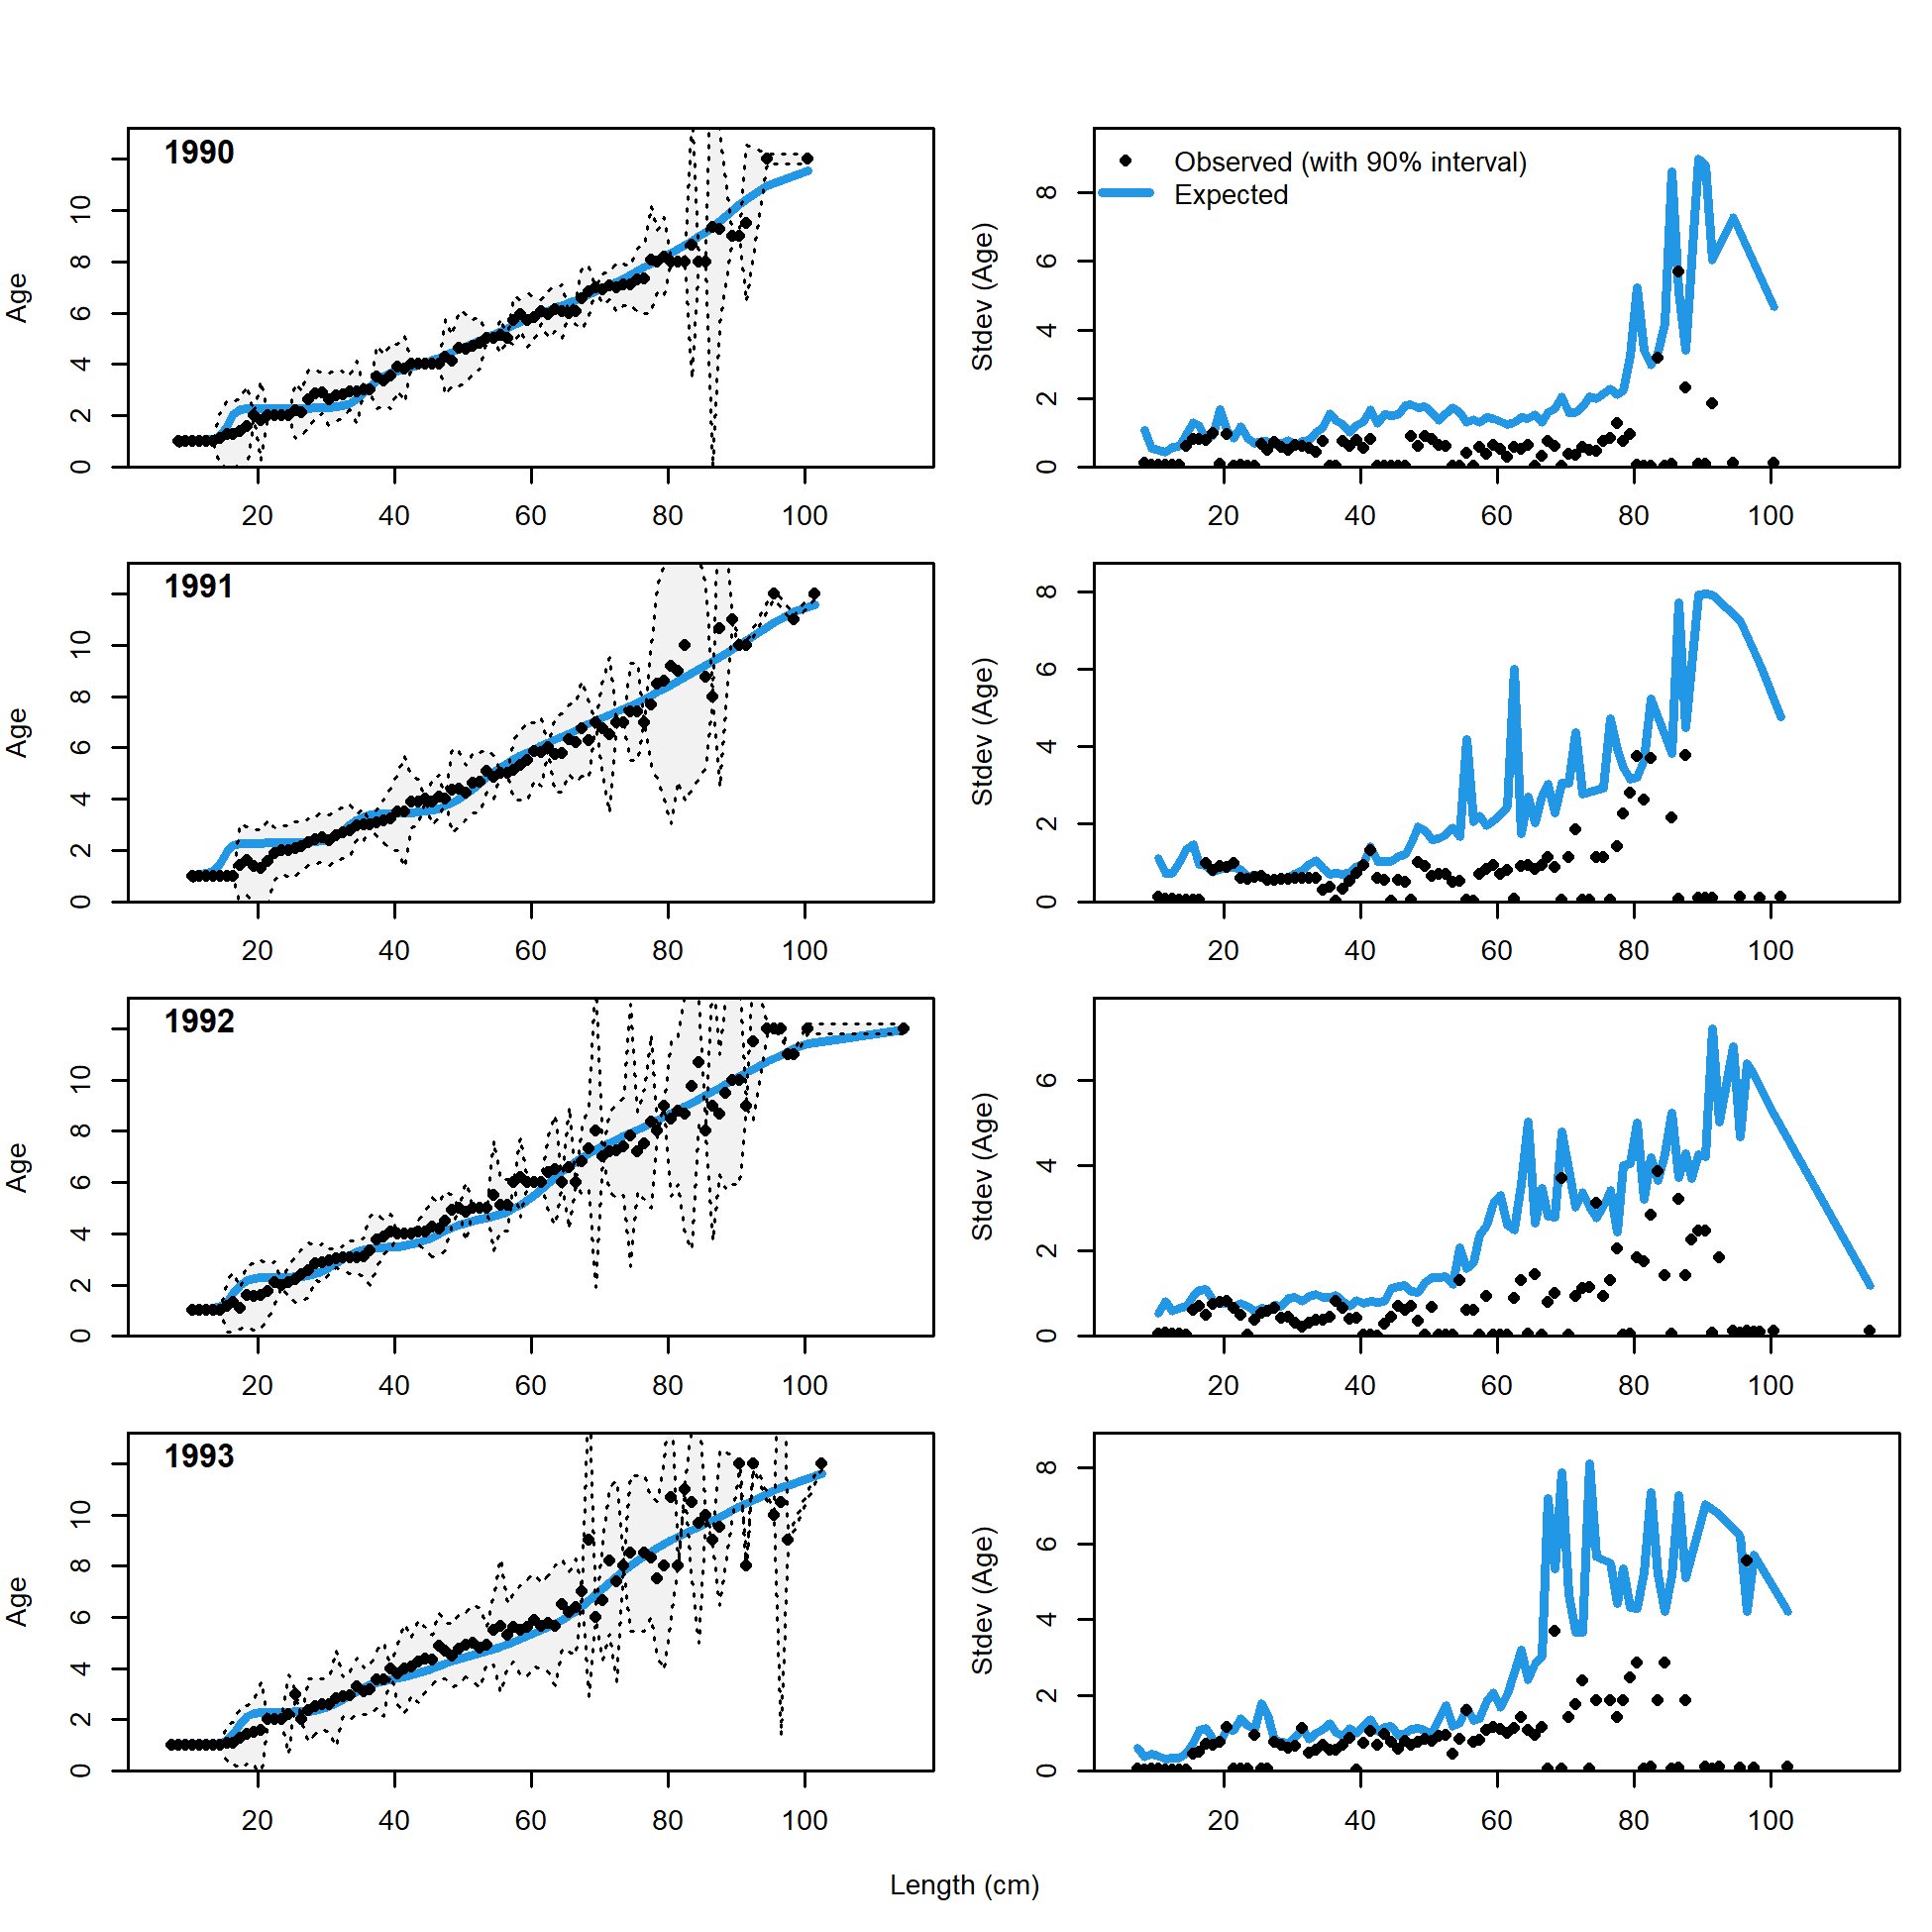 1990
Age
0 2 4 6 8 10
20 40 60 80 100
Observed (with 90% interval)
Expected
Stdev (Age)
0 2 4 6 8
20 40 60 80 100
1991
Age
0 2 4 6 8 10
20 40 60 80 100
Stdev (Age)
0 2 4 6 8
20 40 60 80 100
1992
Age
0 2 4 6 8 10
20 40 60 80 100
Stdev (Age)
0 2 4 6
20 40 60 80 100
1993
Age
0 2 4 6 8 10
20 40 60 80 100
Stdev (Age)
0 2 4 6 8
20 40 60 80 100
Length (cm)